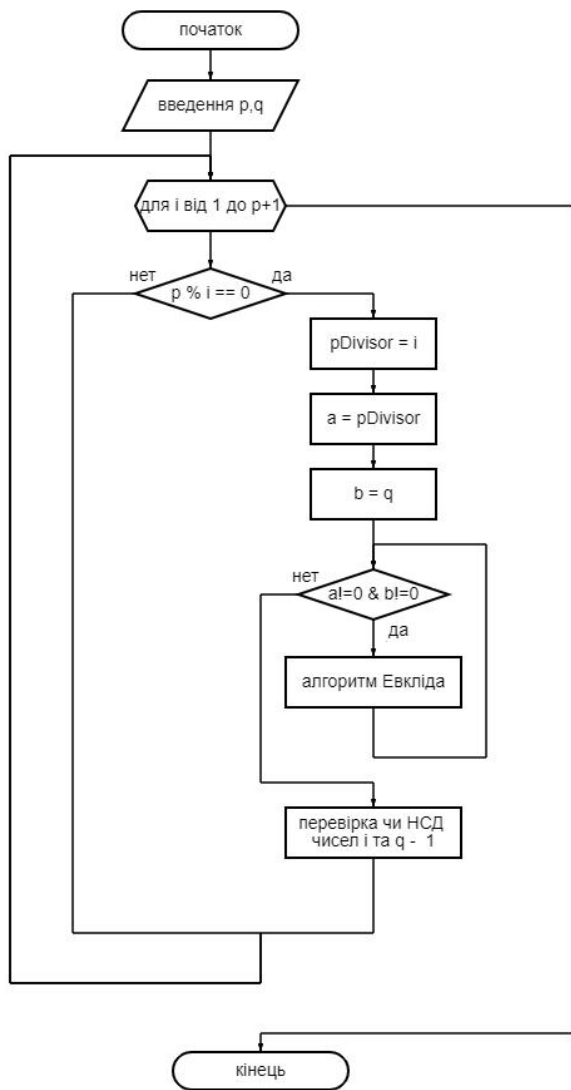 початок
введення p,q
для і від 1 до p+1
нет
да
p % i == 0
pDivisor = i
a = pDivisor
b = q
нет
a!=0 & b!=0
да
алгоритм Евкліда
перевірка чи НСД
чисел і та q - 1
кінець